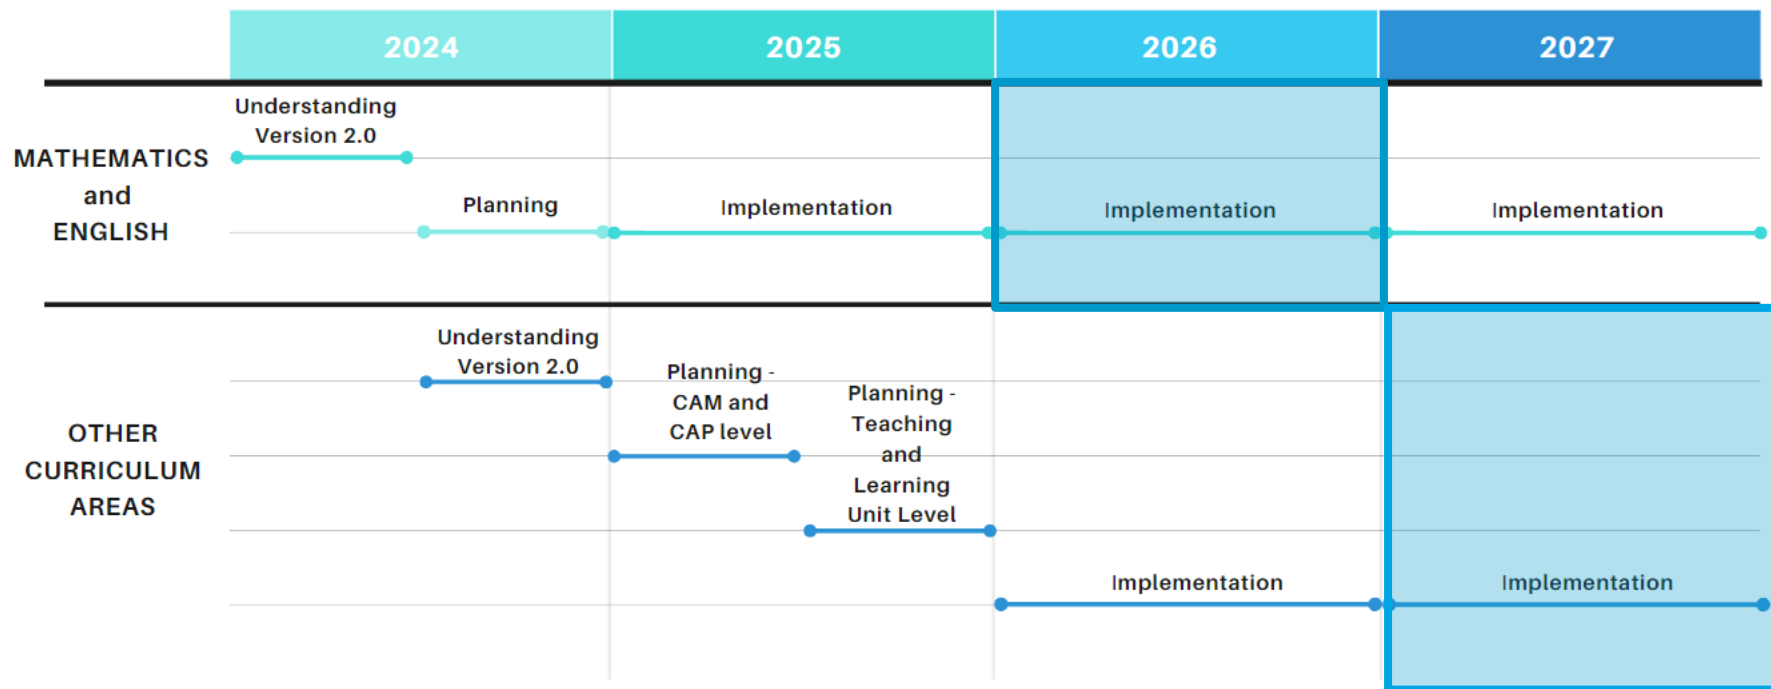 2024
2025
2026
2027
MATHEMATICS
and
ENGLISH
Understanding
Version 2.0
Planning
Implementation
Implementation
Implementation
OTHER
CURRICULUM
AREAS
Understanding
Version 2.0
Planning -
CAM and
CAP level
Planning -
Teaching
and
Learning
Unit Level
Implementation
Implementation